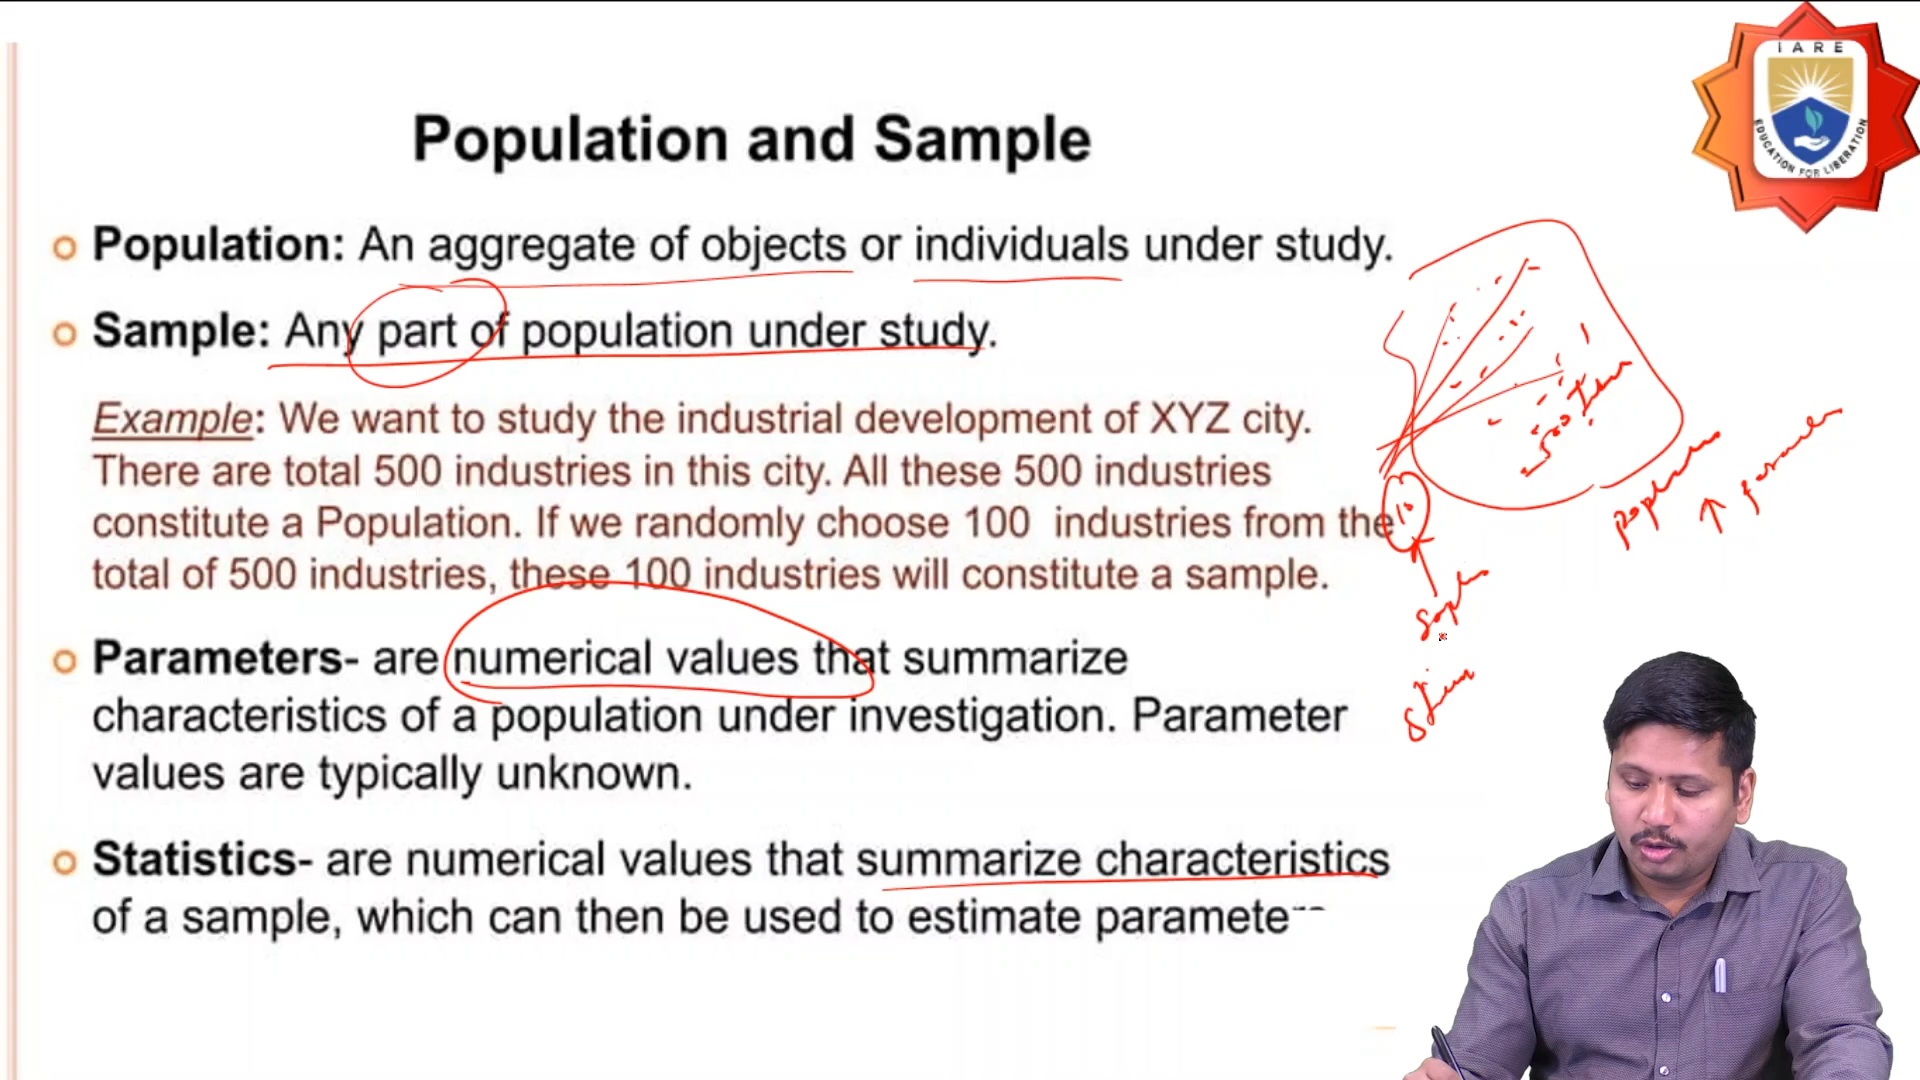 IARE
EDUCATION FOR LIBERATION
Population and Sample
Population: An aggregate of objects or individuals under study.
Sample: Any part of population under study.
Example: We want to study the industrial development of XYZ city.
There are total 500 industries in this city. All these 500 industries
constitute a Population. If we randomly choose 100 industries from the
total of 500 industries, these 100 industries will constitute a sample.
Parameters- are numerical values that summarize
characteristics of a population under investigation. Parameter
values are typically unknown.
Statistics- are numerical values that summarize characteristics
of a sample, which can then be used to estimate paramete
500
10